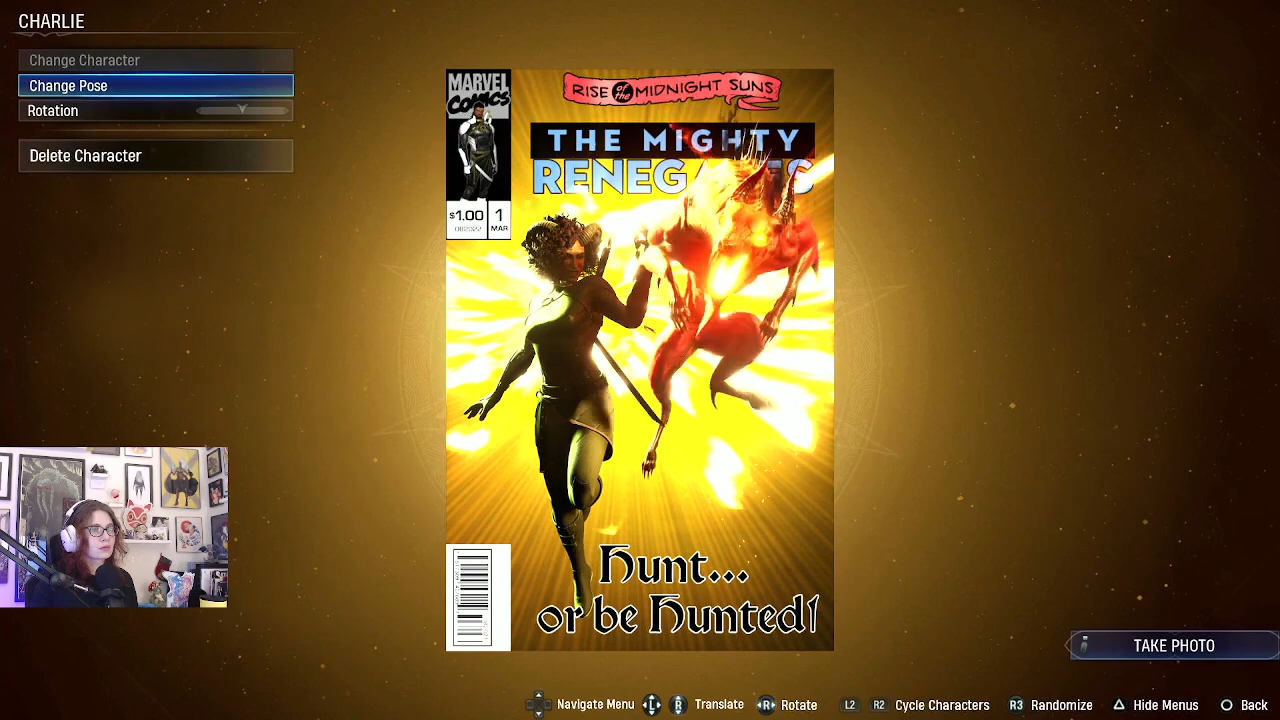 CHARLIE
Change Character
Change Pose
Rotation
Delete Character
MARVEL
COMICS
RISE of the MIDNIGHT SUNS
THE MIGHTY
$1.00
1
MAR
Hunt...
or be Hunted!
TAKE PHOTO
Navigate Menu
L
R
Translate
R
Rotate
L2
R2
Cycle Characters
R3
Randomize
Hide Menus
Back